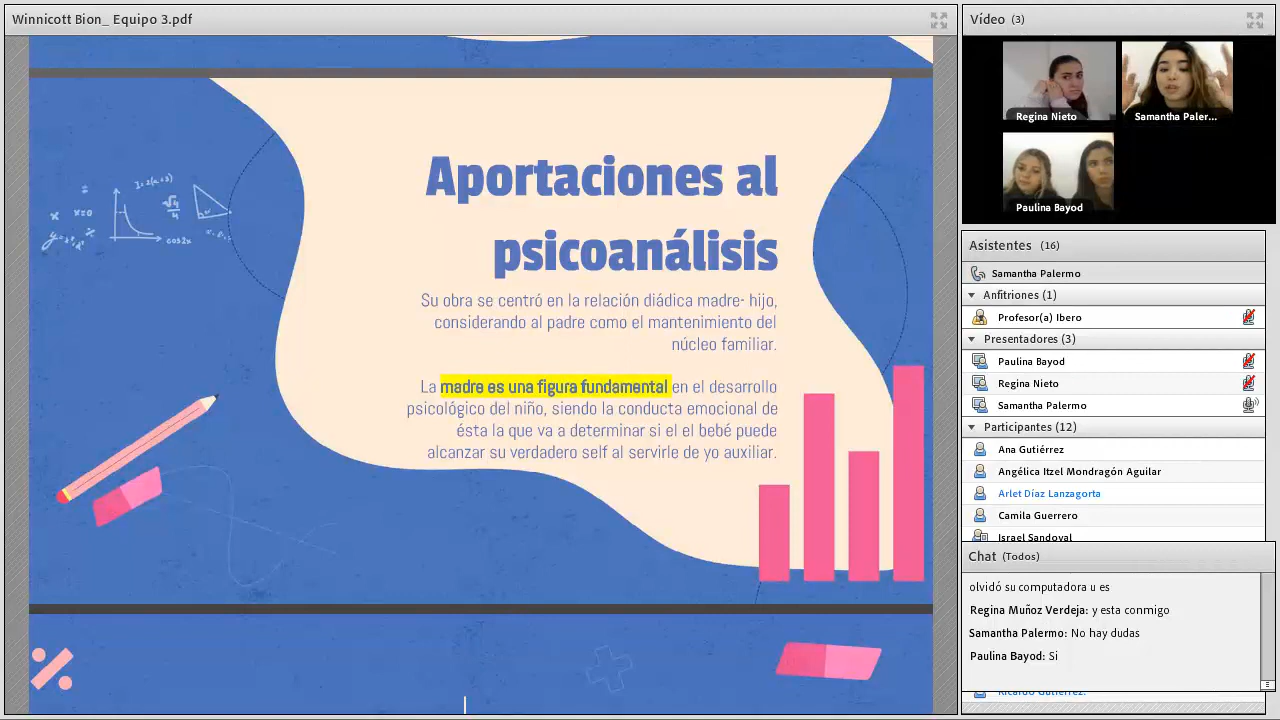 Winnicott Bion_ Equipo 3.pdf
Aportaciones al
psicoanálisis
Su obra se centró en la relación diádica madre- hijo,
considerando al padre como el mantenimiento del
núcleo familiar.
La madre es una figura fundamental en el desarrollo
psicológico del niño, siendo la conducta emocional de
ésta la que va a determinar si el el bebé puede
alcanzar su verdadero self al servirle de yo auxiliar.
x=0
cos2x
Vídeo (3)
Regina Nieto
Samantha Paler...
Paulina Bayod
Asistentes (16)
Samantha Palermo
Anfitriones (1)
Profesor(a) Ibero
Presentadores (3)
Paulina Bayod
Regina Nieto
Samantha Palermo
Participantes (12)
Ana Gutiérrez
Angélica Itzel Mondragón Aguilar
Arlet Díaz Lanzagorta
Camila Guerrero
Israel Sandoval
Chat (Todos)
olvidó su computadora u es
Regina Muñoz Verdeja: y esta conmigo
Samantha Palermo: No hay dudas
Paulina Bayod: Si
Ricardo Gutiérrez.